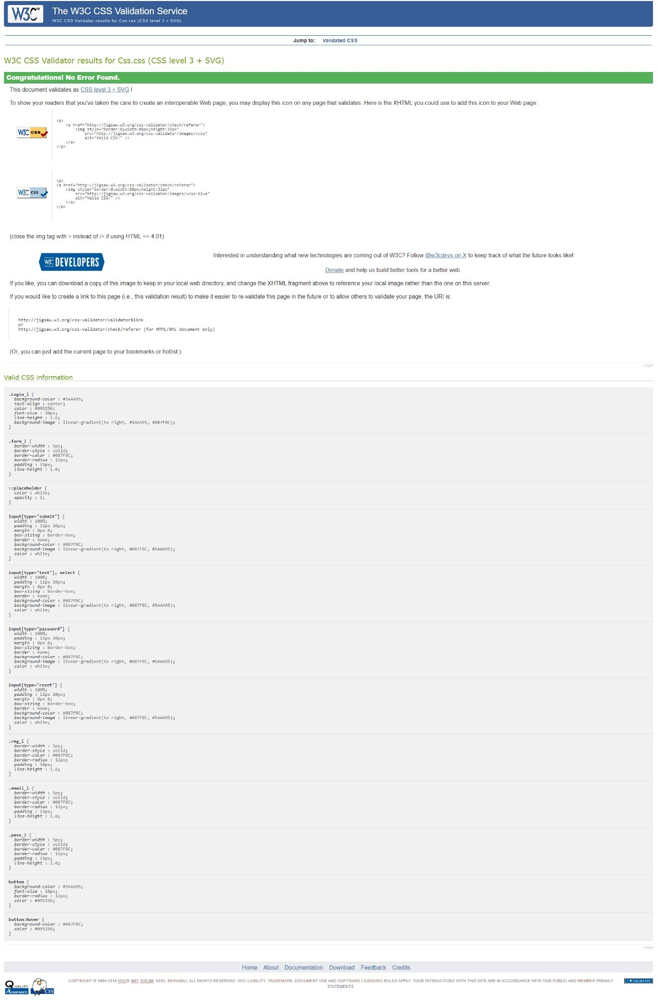 W3C®
The W3C CSS Validation Service
W3C CSS Validator results for Css.css (CSS level 3 + SVG)
Jump to: Validated CSS
W3C CSS Validator results for Css.css (CSS level 3 + SVG)
Congratulations! No Error Found.
This document validates as CSS level 3 + SVG !
To show your readers that you've taken the care to create an interoperable Web page, you may display this icon on any page that validates. Here is the XHTML you could use to add this icon to your Web page:
W3C css
<p>
<a href="http://jigsaw.w3.org/css-validator/check/referer">
<img style="border:0;width:88px;height:31px"
src="http://jigsaw.w3.org/css-validator/images/vcss"
alt="Valid CSS!" />
</a>
</p>
W3C css
<p>
<a href="http://jigsaw.w3.org/css-validator/check/referer">
<img style="border:0;width:88px;height:31px"
src="http://jigsaw.w3.org/css-validator/images/vcss-blue"
alt="Valid CSS!" />
</a>
</p>
(close the img tag with > instead of /> if using HTML <= 4.01)
W3C DEVELOPERS
Interested in understanding what new technologies are coming out of W3C? Follow @w3cdevs on X to keep track of what the future looks like!
Donate and help us build better tools for a better web.
If you like, you can download a copy of this image to keep in your local web directory, and change the XHTML fragment above to reference your local image rather than the one on this server.
If you would like to create a link to this page (i.e., this validation result) to make it easier to re-validate this page in the future or to allow others to validate your page, the URI is:
http://jigsaw.w3.org/css-validator/validator$link
or
http://jigsaw.w3.org/css-validator/check/referer (for HTML/XML document only)
(Or, you can just add the current page to your bookmarks or hotlist.)
↑ TOP
Valid CSS information
.Login_l {
background-color : #5AAA95;
text-align : center;
color : #095256;
font-size : 20px;
line-height : 1.6;
background-image : linear-gradient(to right, #5AAA95, #087F8C);
}
.form_l {
border-width : 5px;
border-style : solid;
border-color : #087F8C;
border-radius : 12px;
padding : 15px;
line-height : 1.6;
}
::placeholder {
color : white;
opacity : 1;
}
input[type="submit"] {
width : 100%;
padding : 12px 20px;
margin : 8px 0;
box-sizing : border-box;
border : none;
background-color : #087F8C;
background-image : linear-gradient(to right, #087F8C, #5AAA95);
color : white;
}
input[type="text"], select {
width : 100%;
padding : 12px 20px;
margin : 8px 0;
box-sizing : border-box;
border : none;
background-color : #087F8C;
background-image : linear-gradient(to right, #087F8C, #5AAA95);
color : white;
}
input[type="password"] {
width : 100%;
padding : 12px 20px;
margin : 8px 0;
box-sizing : border-box;
border : none;
background-color : #087F8C;
background-image : linear-gradient(to right, #087F8C, #5AAA95);
color : white;
}
input[type="reset"] {
width : 100%;
padding : 12px 20px;
margin : 8px 0;
box-sizing : border-box;
border : none;
background-color : #087F8C;
background-image : linear-gradient(to right, #087F8C, #5AAA95);
color : white;
}
.reg_l {
border-width : 5px;
border-style : solid;
border-color : #087F8C;
border-radius : 12px;
padding : 10px;
line-height : 1.6;
}
.email_l {
border-width : 5px;
border-style : solid;
border-color : #087F8C;
border-radius : 12px;
padding : 15px;
line-height : 1.6;
}
.pass_l {
border-width : 5px;
border-style : solid;
border-color : #087F8C;
border-radius : 12px;
padding : 15px;
line-height : 1.6;
}
button {
background-color : #5AAA95;
font-size : 16px;
border-radius : 12px;
color : #095256;
}
button:hover {
background-color : #087F8C;
color : #095256;
}
↑ TOP
Home About Documentation Download Feedback Credits
QUALITY Assurance
CSS
COPYRIGHT © 1994-2014 W3C® (MIT, ERCIM, KEIO, BEIHANG), ALL RIGHTS RESERVED. W3C LIABILITY, TRADEMARK, DOCUMENT USE AND SOFTWARE LICENSING RULES APPLY. YOUR INTERACTIONS WITH THIS SITE ARE IN ACCORDANCE WITH OUR PUBLIC AND MEMBER PRIVACY
STATEMENTS.
I ♥ VALIDATOR